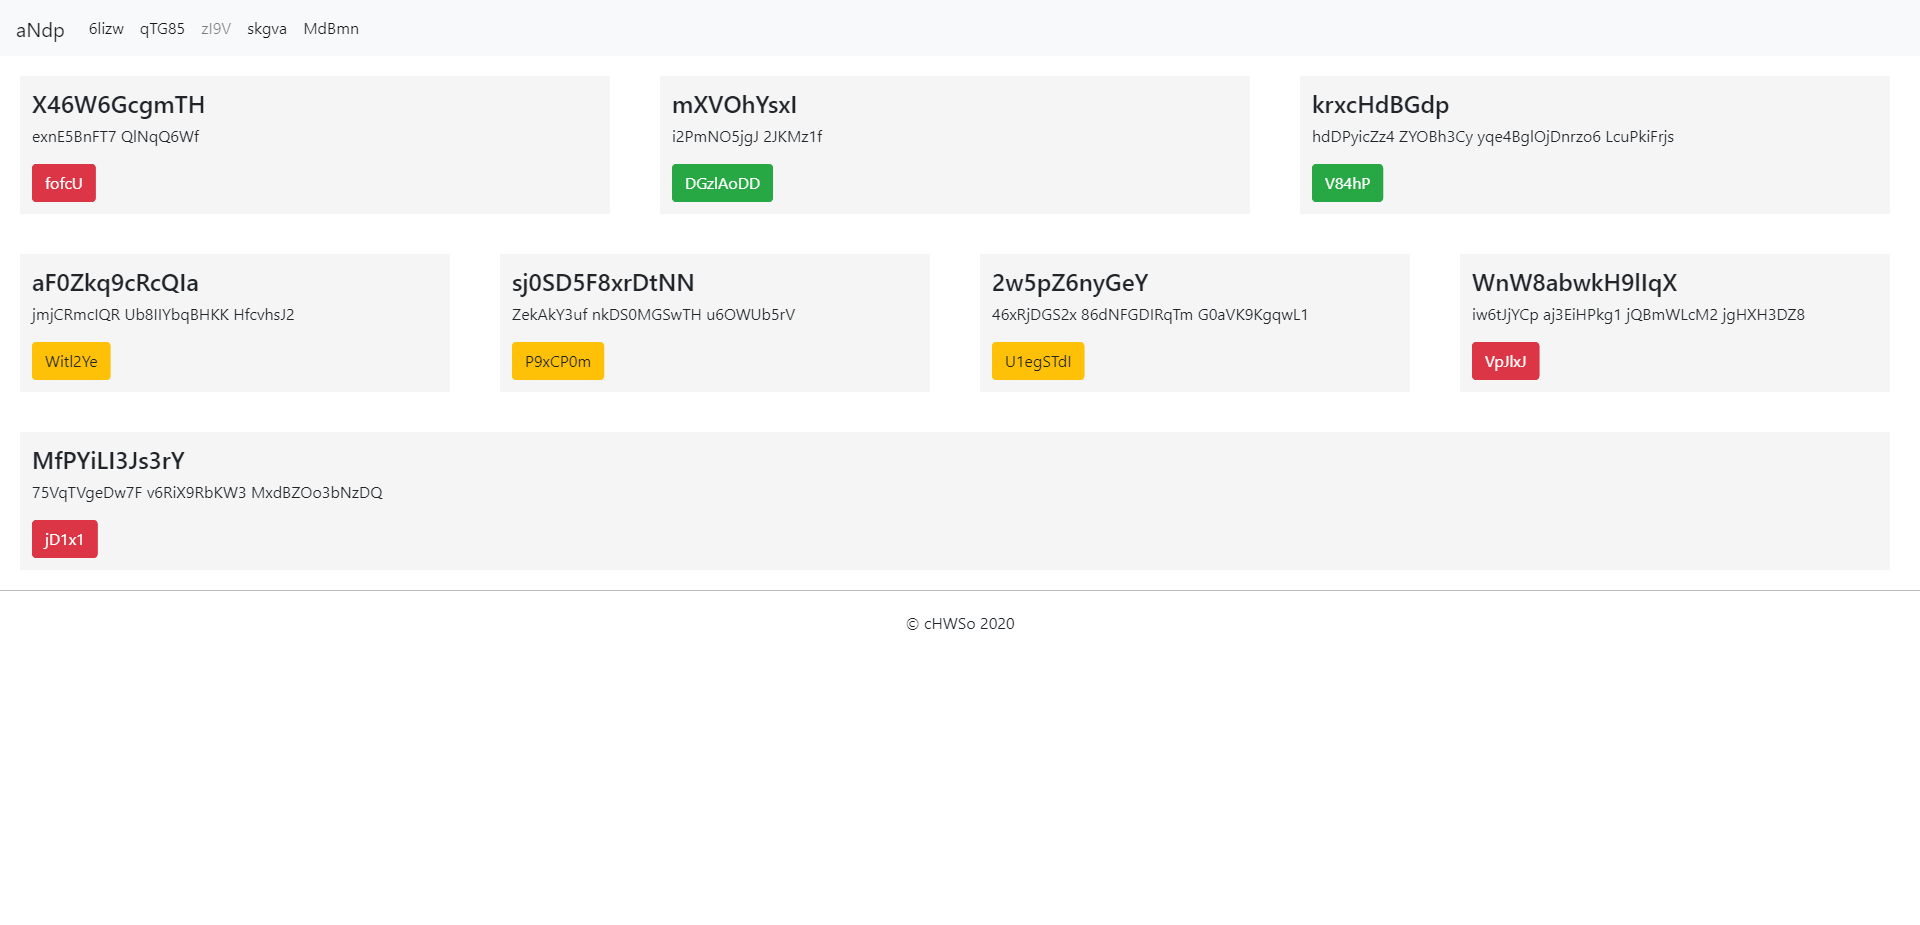 aNdp 6lizw qTG85 zI9V skgva MdBmn
X46W6GcgmTH
exnE5BnFT7 QlNqQ6Wf
fofcU
mXVOhYsxI
i2PmNO5jgJ 2JKMz1f
DGzlAoDD
krxcHdBGdp
hdDPyicZz4 ZYOBh3Cy yqe4BglOjDnrzo6 LcuPkiFrjs
V84hP
aF0Zkq9cRcQIa
jmjCRmcIQR Ub8IIYbqBHKK HfcvhsJ2
Witl2Ye
sj0SD5F8xrDtNN
ZekAkY3uf nkDS0MGSwTH u6OWUb5rV
P9xCP0m
2w5pZ6nyGeY
46xRjDGS2x 86dNFGDIRqTm G0aVK9KgqwL1
U1egSTdI
WnW8abwkH9lIqX
iw6tJjYCp aj3EiHPkg1 jQBmWLcM2 jgHXH3DZ8
VpJlxJ
MfPYiLI3Js3rY
75VqTVgeDw7F v6RiX9RbKW3 MxdBZOo3bNzDQ
jD1x1
© cHWSo 2020